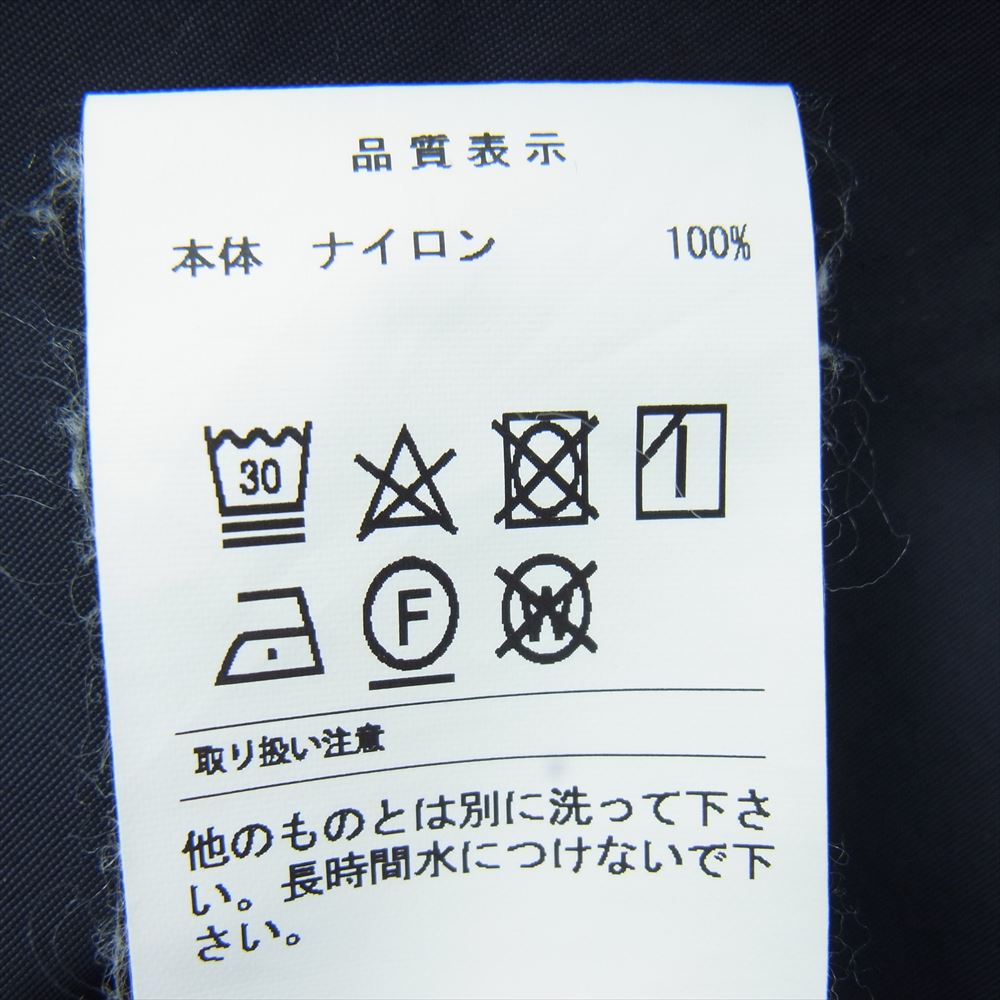 品質表示
本体 ナイロン 100%
30
F W
取り扱い注意
他のものとは別に洗って下さ
い。長時間水につけないで下
さい。